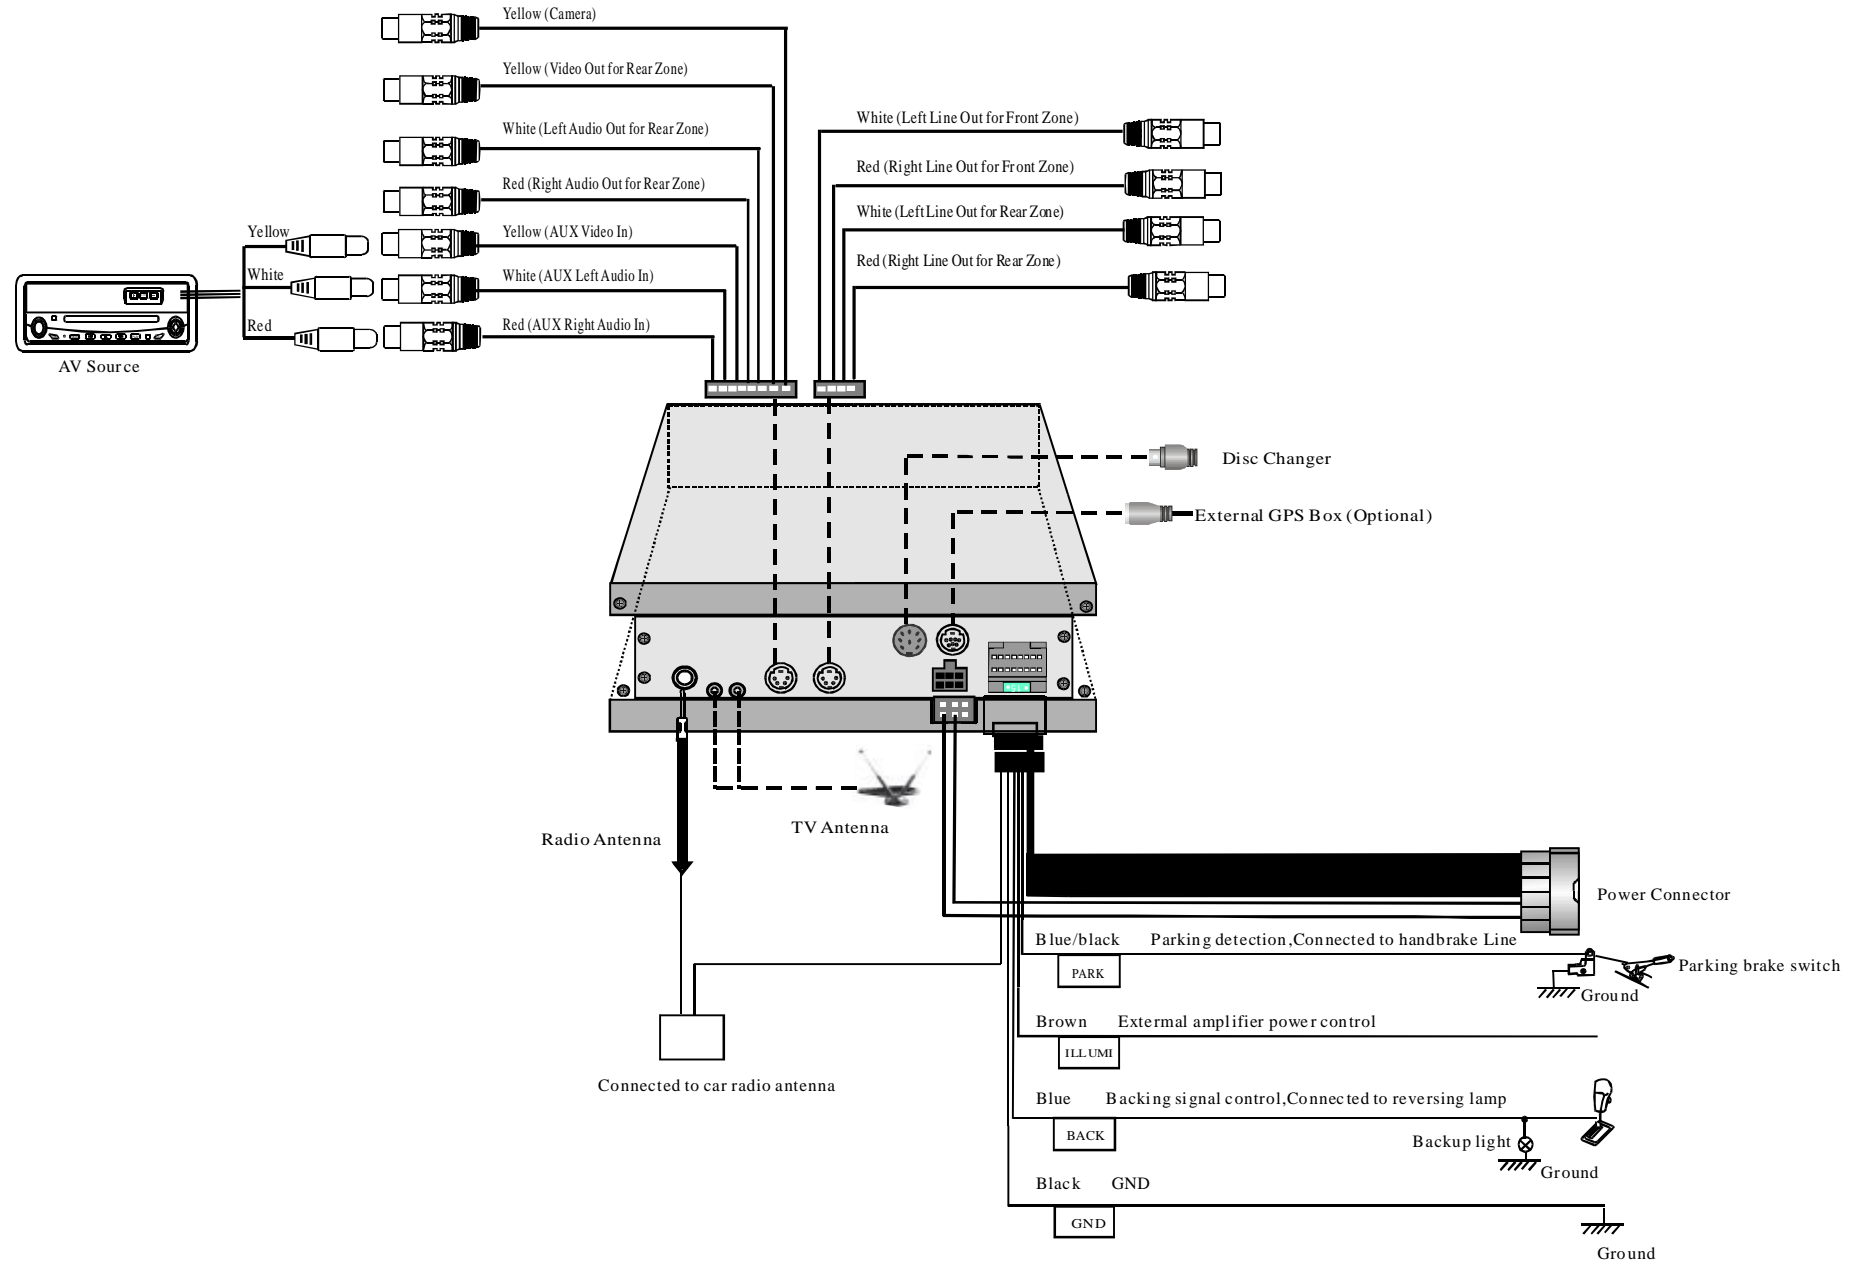 Yellow (Camera)
Yellow (Video Out for Rear Zone)
White (Left Audio Out for Rear Zone)
Red (Right Audio Out for Rear Zone)
Yellow (AUX Video In)
White (AUX Left Audio In)
Red (AUX Right Audio In)
Yellow
White
Red
AV Source
White (Left Line Out for Front Zone)
Red (Right Line Out for Front Zone)
White (Left Line Out for Rear Zone)
Red (Right Line Out for Rear Zone)
Disc Changer
External GPS Box (Optional)
Radio Antenna
TV Antenna
Power Connector
Blue/black Parking detection,Connected to handbrake Line
PARK
Parking brake switch
Ground
Brown Extermal amplifier power control
ILLUMI
Connected to car radio antenna
Blue Backing signal control,Connected to reversing lamp
BACK
Backup light
Ground
Black GND
GND
Ground